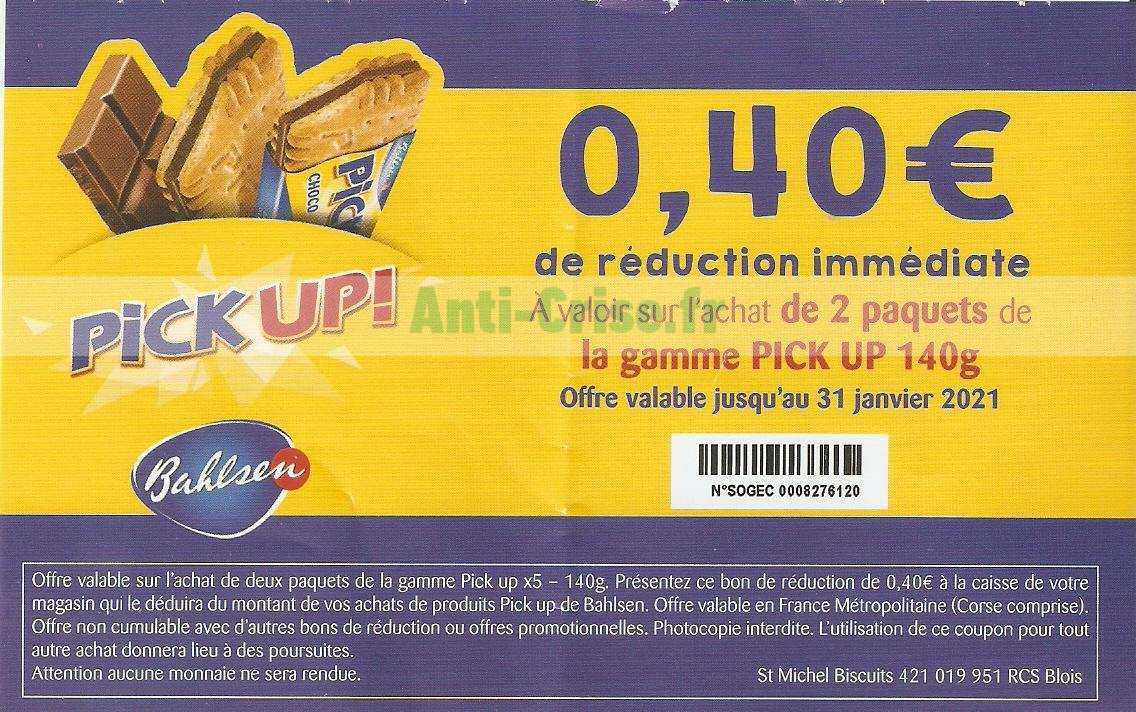 PiC
CHOCO
PiCK UP!
Bahlsen
0,40€
de réduction immédiate
À valoir sur l'achat de 2 paquets de
la gamme PICK UP 140g
Offre valable jusqu'au 31 janvier 2021
Anti-Crise.fr
N°SOGEC 0008276120
Offre valable sur l'achat de deux paquets de la gamme Pick up x5 – 140g. Présentez ce bon de réduction de 0,40€ à la caisse de votre
magasin qui le déduira du montant de vos achats de produits Pick up de Bahlsen. Offre valable en France Métropolitaine (Corse comprise).
Offre non cumulable avec d'autres bons de réduction ou offres promotionnelles. Photocopie interdite. L'utilisation de ce coupon pour tout
autre achat donnera lieu à des poursuites.
Attention aucune monnaie ne sera rendue.
St Michel Biscuits 421 019 951 RCS Blois